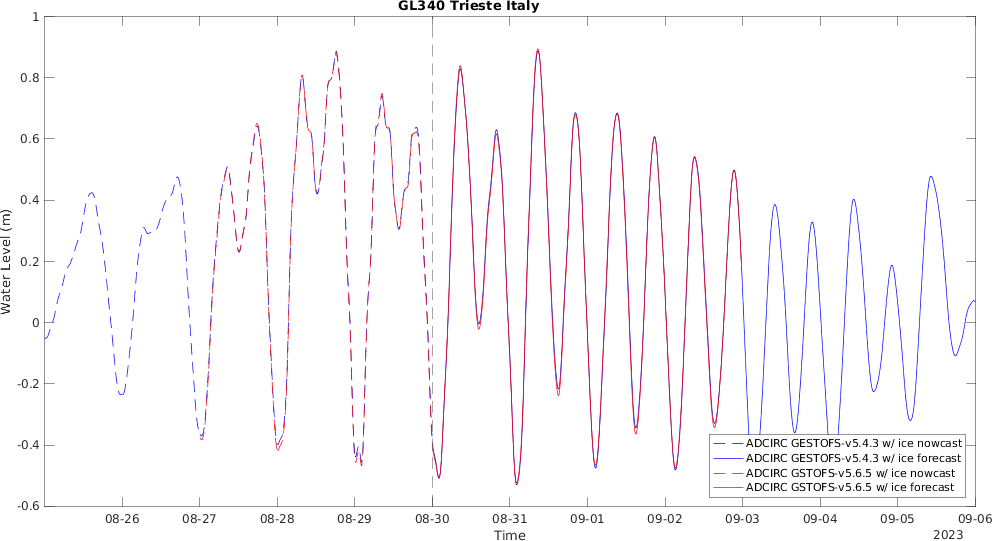 GL340 Trieste Italy
1
0.8
0.6
0.4
0.2
0
-0.2
-0.4
-0.6
Water Level (m)
ADCIRC GESTOFS-v5.4.3 w/ ice nowcast
ADCIRC GESTOFS-v5.4.3 w/ ice forecast
ADCIRC GSTOFS-v5.6.5 w/ ice nowcast
ADCIRC GSTOFS-v5.6.5 w/ ice forecast
08-26 08-27 08-28 08-29 08-30 08-31 09-01 09-02 09-03 09-04 09-05 09-06
Time
2023